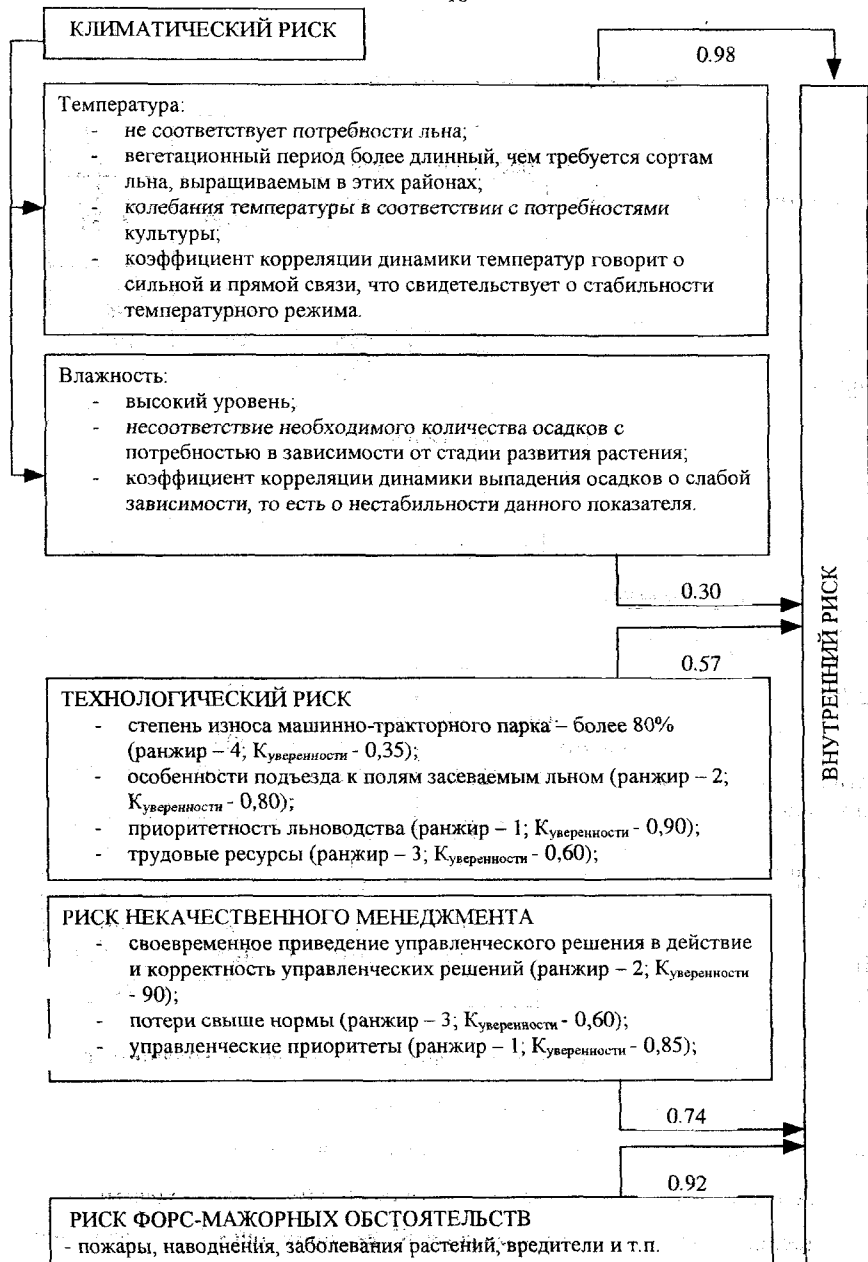 КЛИМАТИЧЕСКИЙ РИСК
0.98
Температура:
- не соответствует потребности льна;
- вегетационный период более длинный, чем требуется сортам
льна, выращиваемым в этих районах;
- колебания температуры в соответствии с потребностями
культуры;
- коэффициент корреляции динамики температур говорит о
сильной и прямой связи, что свидетельствует о стабильности
температурного режима.
Влажность:
- высокий уровень;
- несоответствие необходимого количества осадков с
потребностью в зависимости от стадии развития растения;
- коэффициент корреляции динамики выпадения осадков о слабой
зависимости, то есть о нестабильности данного показателя.
0.30
0.57
ВНУТРЕННИЙ РИСК
ТЕХНОЛОГИЧЕСКИЙ РИСК
- степень износа машинно-тракторного парка – более 80%
(ранжир – 4; Куверенности - 0,35);
- особенности подъезда к полям засеваемым льном (ранжир – 2;
Куверенности - 0,80);
- приоритетность льноводства (ранжир – 1; Куверенности - 0,90);
- трудовые ресурсы (ранжир – 3; Куверенности - 0,60);
РИСК НЕКАЧЕСТВЕННОГО МЕНЕДЖМЕНТА
- своевременное приведение управленческого решения в действие
и корректность управленческих решений (ранжир – 2; Куверенности
- 90);
- потери свыше нормы (ранжир – 3; Куверенности - 0,60);
- управленческие приоритеты (ранжир – 1; Куверенности - 0,85);
0.74
0.92
РИСК ФОРС-МАЖОРНЫХ ОБСТОЯТЕЛЬСТВ
- пожары, наводнения, заболевания растений, вредители и т.п.